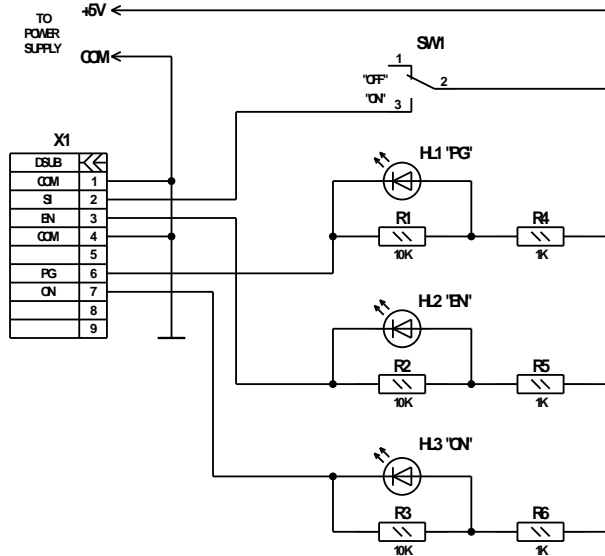 +5V
TO
POWER
SUPPLY
COM
SW1
1
"OFF"
2
"ON"
3
X1
DSUB
COM 1
SI 2
EN 3
COM 4
5
PG 6
ON 7
8
9
HL1 "PG"
R1
10K
R4
1K
HL2 "EN"
R2
10K
R5
1K
HL3 "ON"
R3
10K
R6
1K